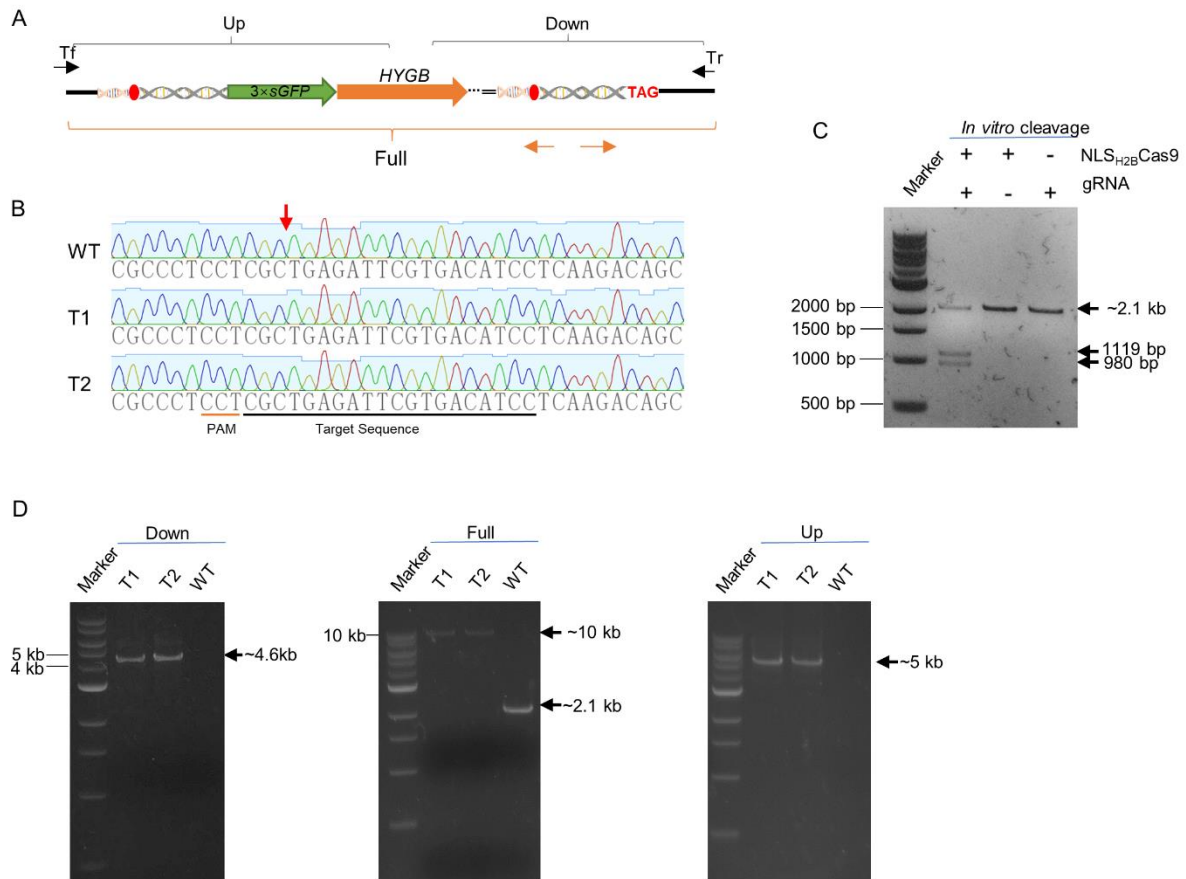 A
Up
Down
Tf
Tr
3×sGFP
HYGB
TAG
Full
B
WT
CGCCCTCCTCGCTGAGATTCGTGACATCCTCAAGACAGC
T1
CGCCCTCCTCGCTGAGATTCGTGACATCCTCAAGACAGC
T2
CGCCCTCCTCGCTGAGATTCGTGACATCCTCAAGACAGC
PAM
Target Sequence
C
In vitro cleavage
Marker
+ + - NLSH2BCas9
+ - + gRNA
2000 bp
1500 bp
1000 bp
500 bp
~2.1 kb
1119 bp
980 bp
D
Down
Marker
T1
T2
WT
5 kb
4 kb
~4.6kb
Full
Marker
T1
T2
WT
10 kb
~10 kb
~2.1 kb
Up
Marker
T1
T2
WT
~5 kb